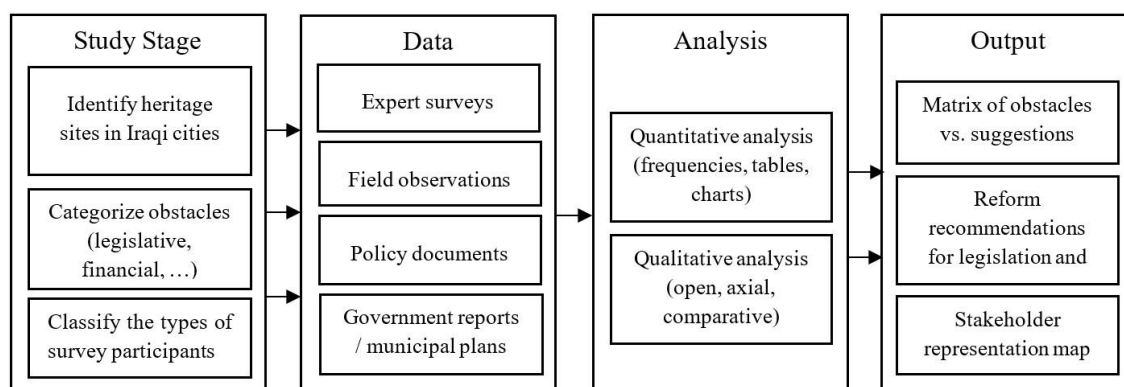 Study Stage
Identify heritage
sites in Iraqi cities
Categorize obstacles
(legislative,
financial, …)
Classify the types of
survey participants
Data
Expert surveys
Field observations
Policy documents
Government reports
/ municipal plans
Analysis
Quantitative analysis
(frequencies, tables,
charts)
Qualitative analysis
(open, axial,
comparative)
Output
Matrix of obstacles
vs. suggestions
Reform
recommendations
for legislation and
Stakeholder
representation map